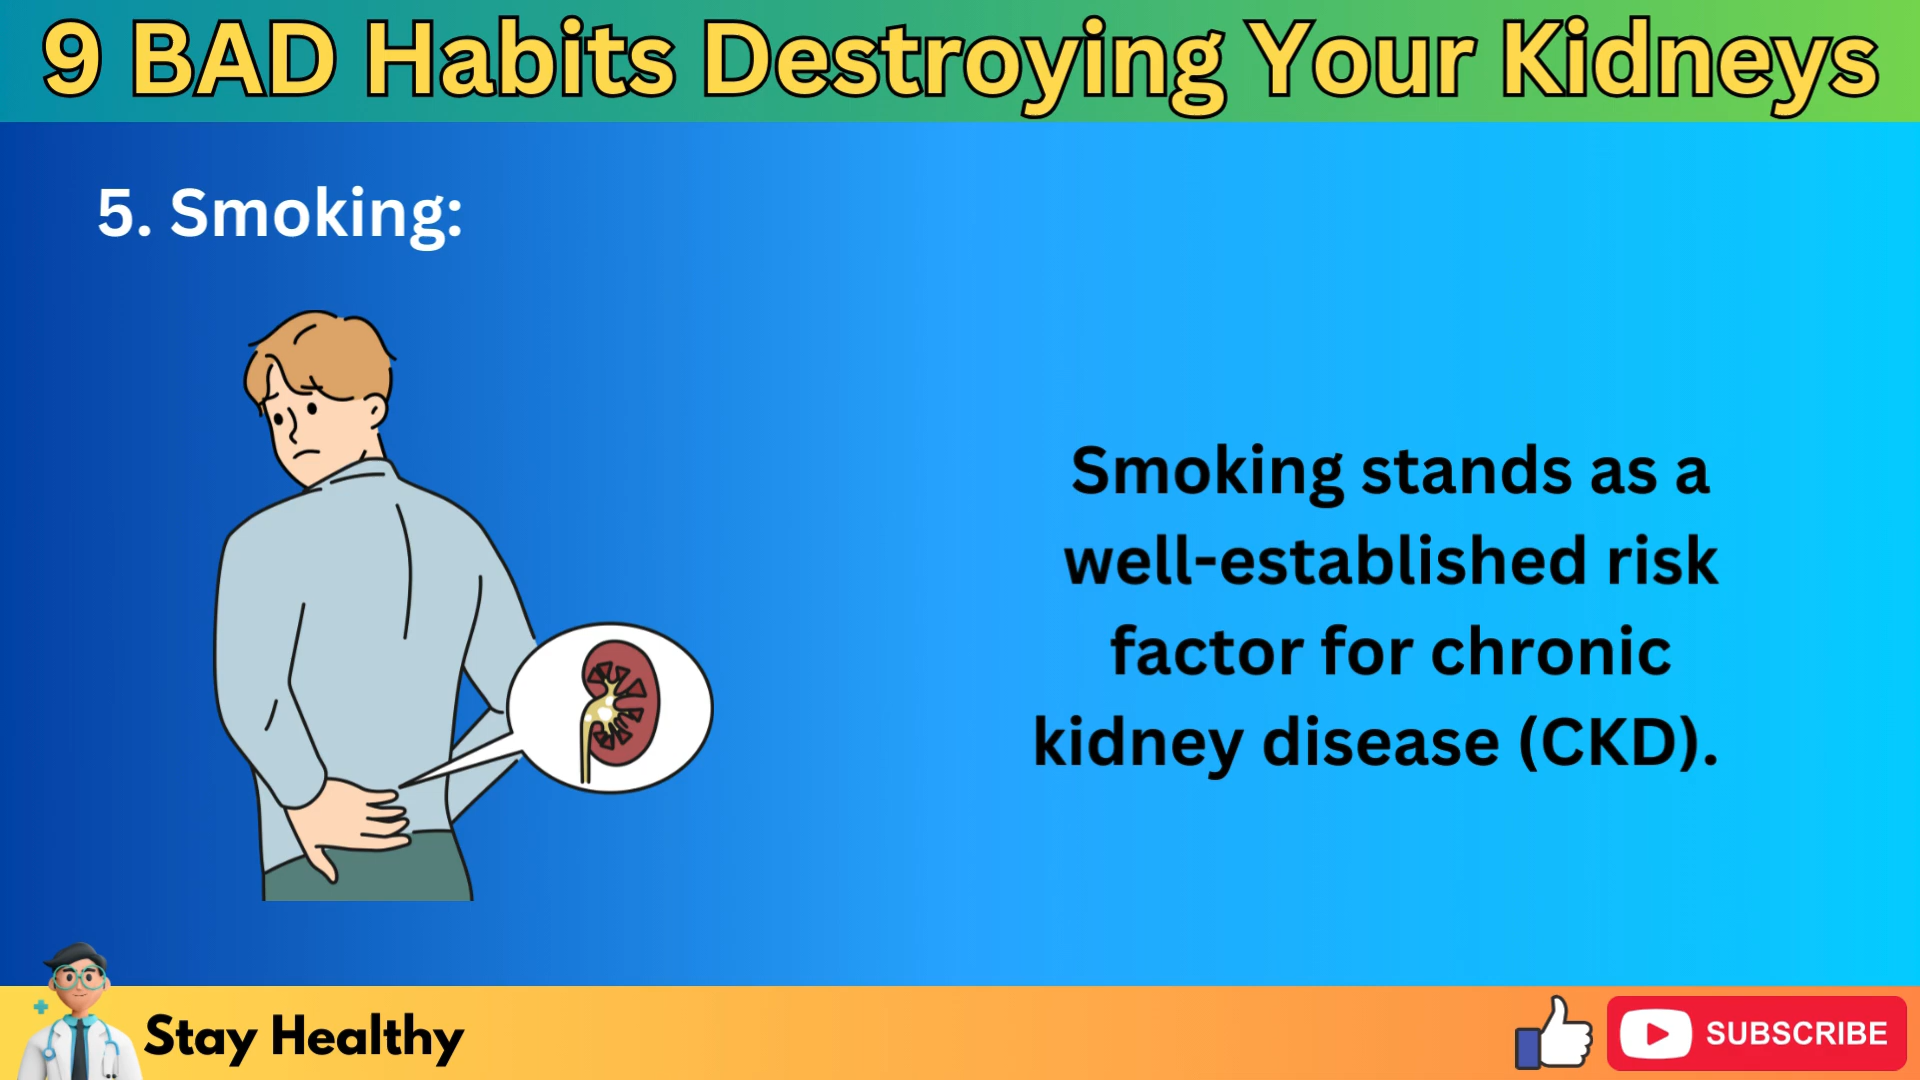 9 BAD Habits Destroying Your Kidneys
5. Smoking:
Smoking stands as a
well-established risk
factor for chronic
kidney disease (CKD).
Stay Healthy
SUBSCRIBE